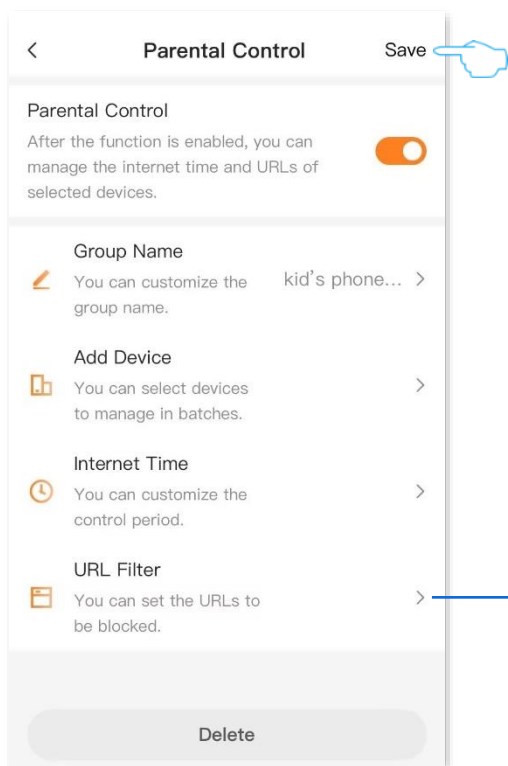 Parental Control Save
Parental Control
After the function is enabled, you can
manage the internet time and URLs of
selected devices.
Group Name
You can customize the kid's phone...
group name.
Add Device
You can select devices
to manage in batches.
Internet Time
You can customize the
control period.
URL Filter
You can set the URLs to
be blocked.
Delete